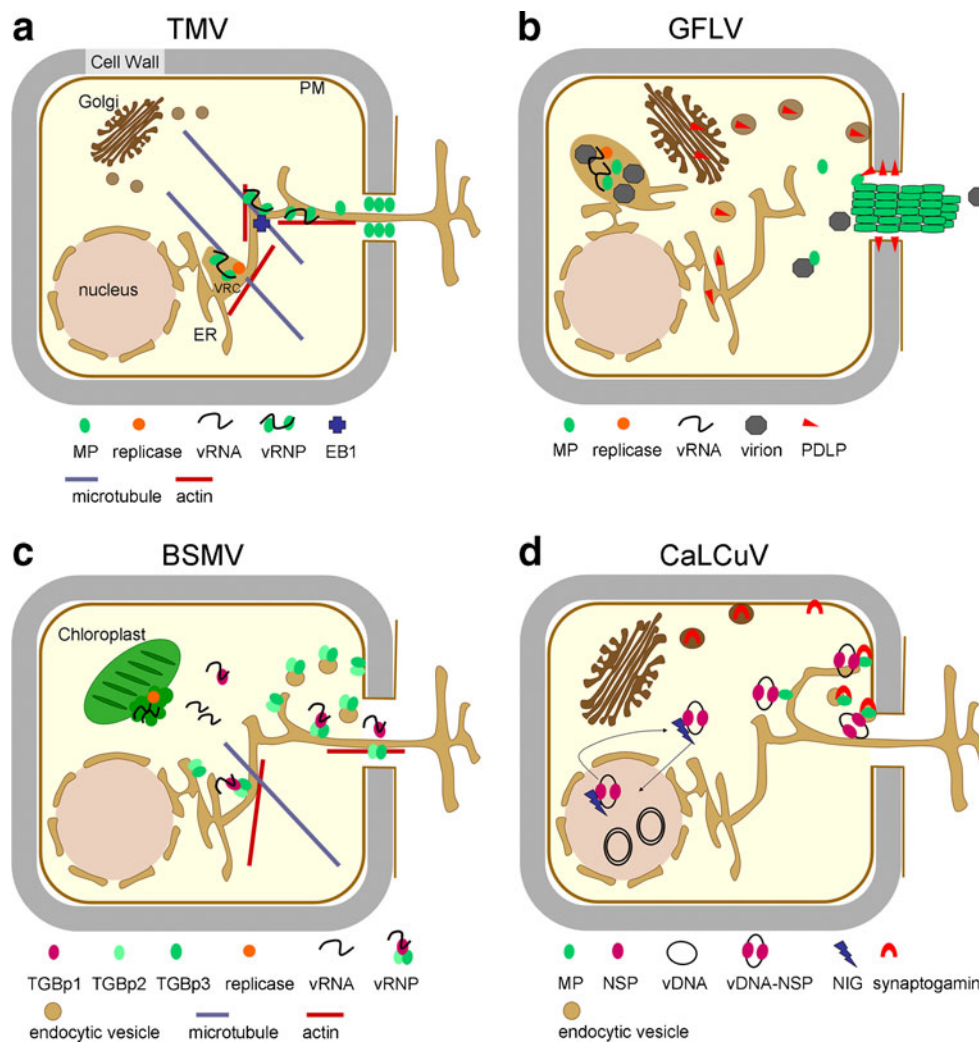 a TMV
Cell Wall
PM
Golgi
nucleus
VRC
ER
MP replicase vRNA vRNP EB1
microtubule actin
b GFLV
MP replicase vRNA virion PDLP
c BSMV
Chloroplast
TGBp1 TGBp2 TGBp3 replicase vRNA vRNP
endocytic vesicle microtubule actin
d CaLCuV
MP NSP vDNA vDNA-NSP NIG synaptogamin
endocytic vesicle